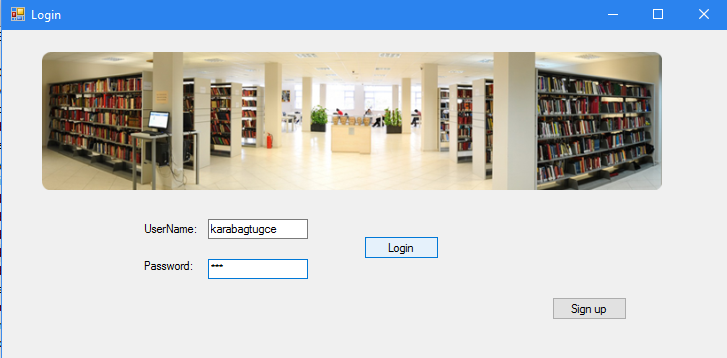 Login
UserName: karabagtugce
Login
Password: ***
Sign up